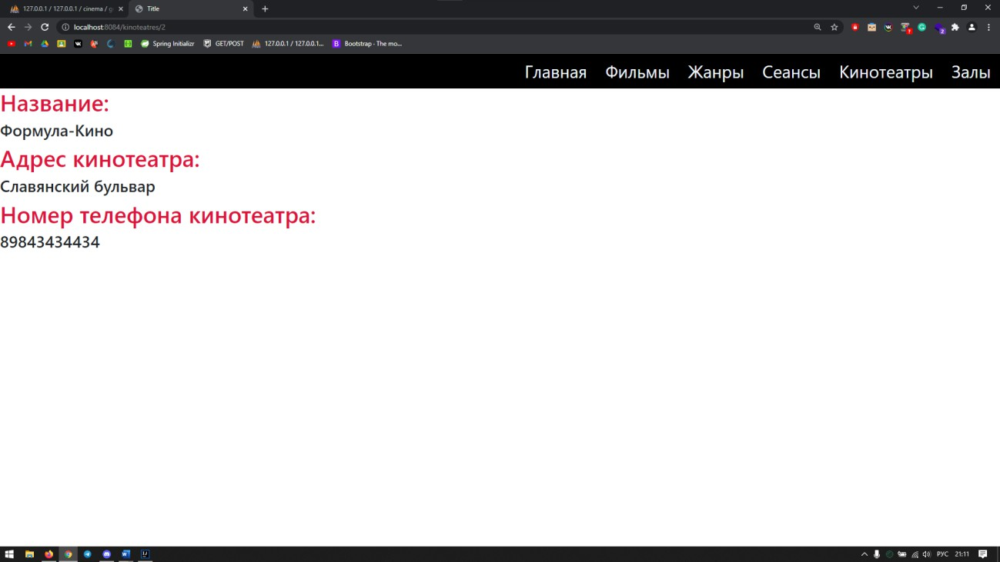 127.0.0.1 / 127.0.0.1 / cinema / g
Title
localhost:8084/kinoteatres/2
Spring Initializr
GET/POST
127.0.0.1 / 127.0.0.1...
Bootstrap - The mo...
Главная Фильмы Жанры Сеансы Кинотеатры Залы
Название:
Формула-Кино
Адрес кинотеатра:
Славянский бульвар
Номер телефона кинотеатра:
89843434434
РУС 21:11